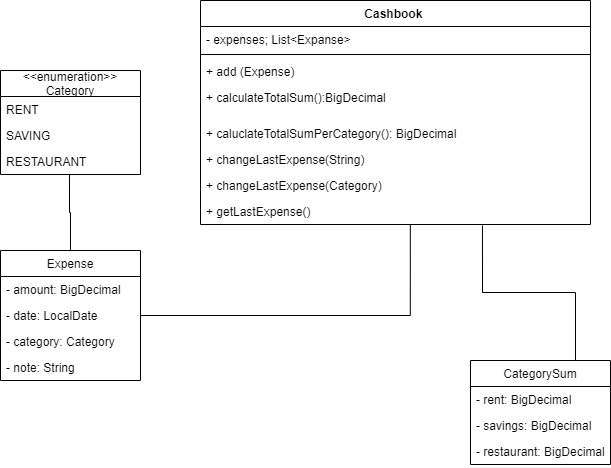 Cashbook
- expenses; List<Expanse>
+ add (Expense)
+ calculateTotalSum():BigDecimal
+ caluclateTotalSumPerCategory(): BigDecimal
+ changeLastExpense(String)
+ changeLastExpense(Category)
+ getLastExpense()
<<enumeration>>
Category
RENT
SAVING
RESTAURANT
Expense
- amount: BigDecimal
- date: LocalDate
- category: Category
- note: String
CategorySum
- rent: BigDecimal
- savings: BigDecimal
- restaurant: BigDecimal